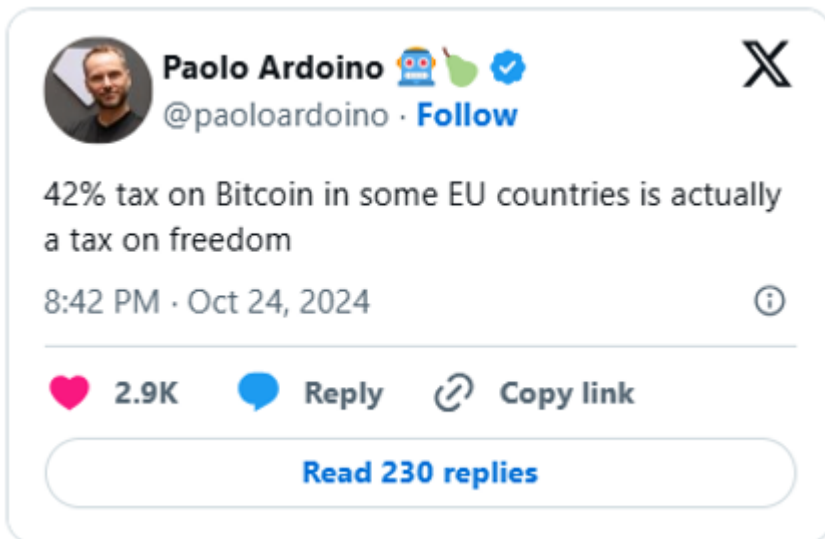 Paolo Ardoino 🤖🍐
@paoloardoino · Follow
42% tax on Bitcoin in some EU countries is actually
a tax on freedom
8:42 PM · Oct 24, 2024
2.9K Reply Copy link
Read 230 replies